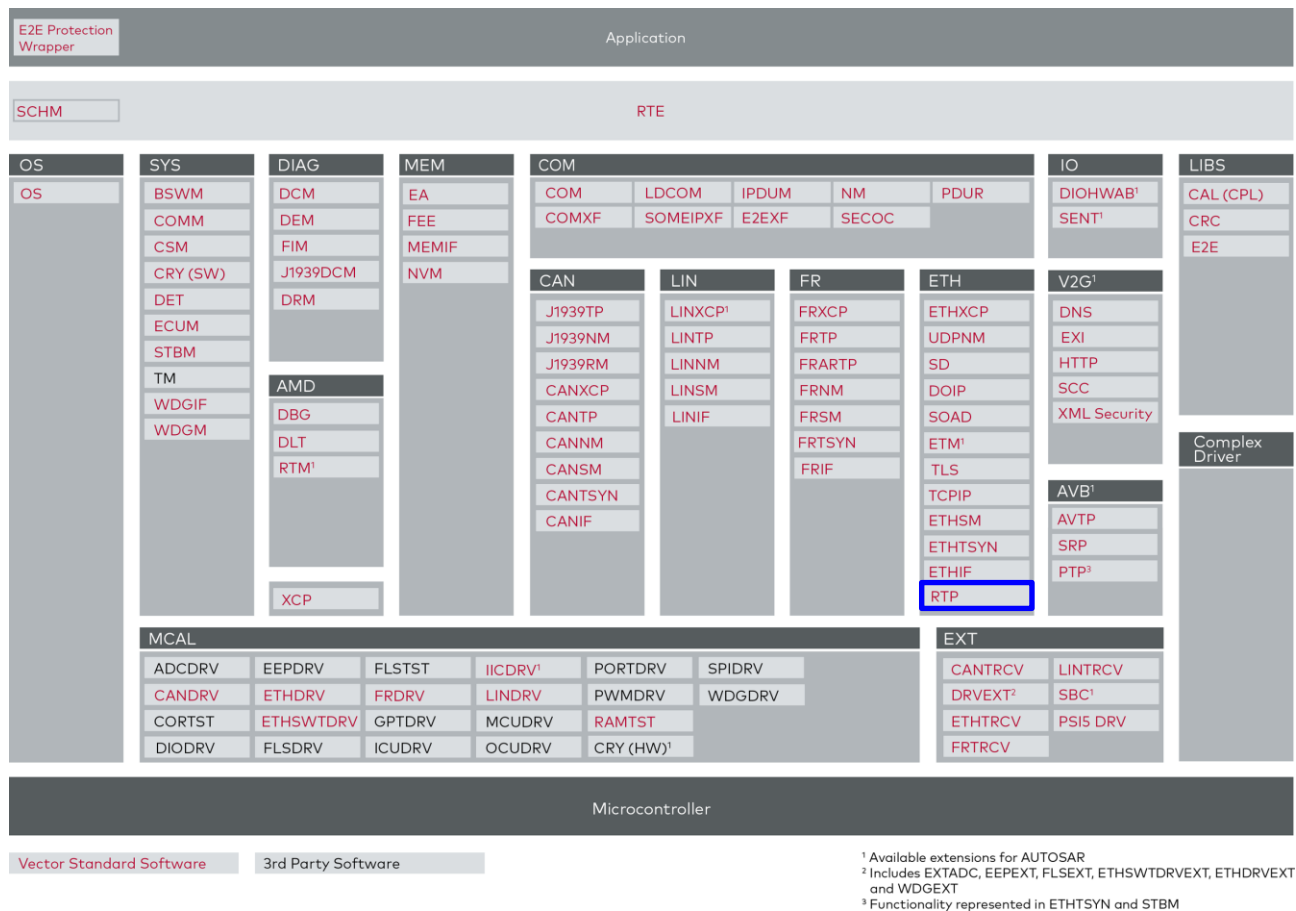 E2E Protection
Wrapper
Application
SCHM
RTE
OS
OS
SYS
BSWM
COMM
CSM
CRY (SW)
DET
ECUM
STBM
TM
WDGIF
WDGM
DIAG
DCM
DEM
FIM
J1939DCM
DRM
AMD
DBG
DLT
RTM¹
XCP
MEM
EA
FEE
MEMIF
NVM
COM
COM LDCOM IPDUM NM PDUR
COMXF SOMEIPXF E2EXF SECOC
CAN
J1939TP
J1939NM
J1939RM
CANXCP
CANTP
CANNM
CANSM
CANTSYN
CANIF
LIN
LINXCP¹
LINTP
LINNM
LINSM
LINIF
FR
FRXCP
FRTP
FRARTP
FRNM
FRSM
FRTSYN
FRIF
ETH
ETHXCP
UDPNM
SD
DOIP
SOAD
ETM¹
TLS
TCPIP
ETHSM
ETHTSYN
ETHIF
RTP
IO
DIOHWAB¹
SENT¹
V2G¹
DNS
EXI
HTTP
SCC
XML Security
AVB¹
AVTP
SRP
PTP³
LIBS
CAL (CPL)
CRC
E2E
Complex
Driver
MCAL
ADCDRV EEPDRV FLSTST IICDRV¹ PORTDRV SPIDRV
CANDRV ETHDRV FRDRV LINDRV PWMDRV WDGDRV
CORTST ETHSWTDRV GPTDRV MCUDRV RAMTST
DIODRV FLSDRV ICUDRV OCUDRV CRY (HW)¹
EXT
CANTRCV LINTRCV
DRVEXT² SBC¹
ETHTRCV PSI5 DRV
FRTRCV
Microcontroller
Vector Standard Software
3rd Party Software
¹ Available extensions for AUTOSAR
² Includes EXTADC, EEPEXT, FLSEXT, ETHSWTDRVEXT, ETHDRVEXT
and WDGEXT
³ Functionality represented in ETHTSYN and STBM